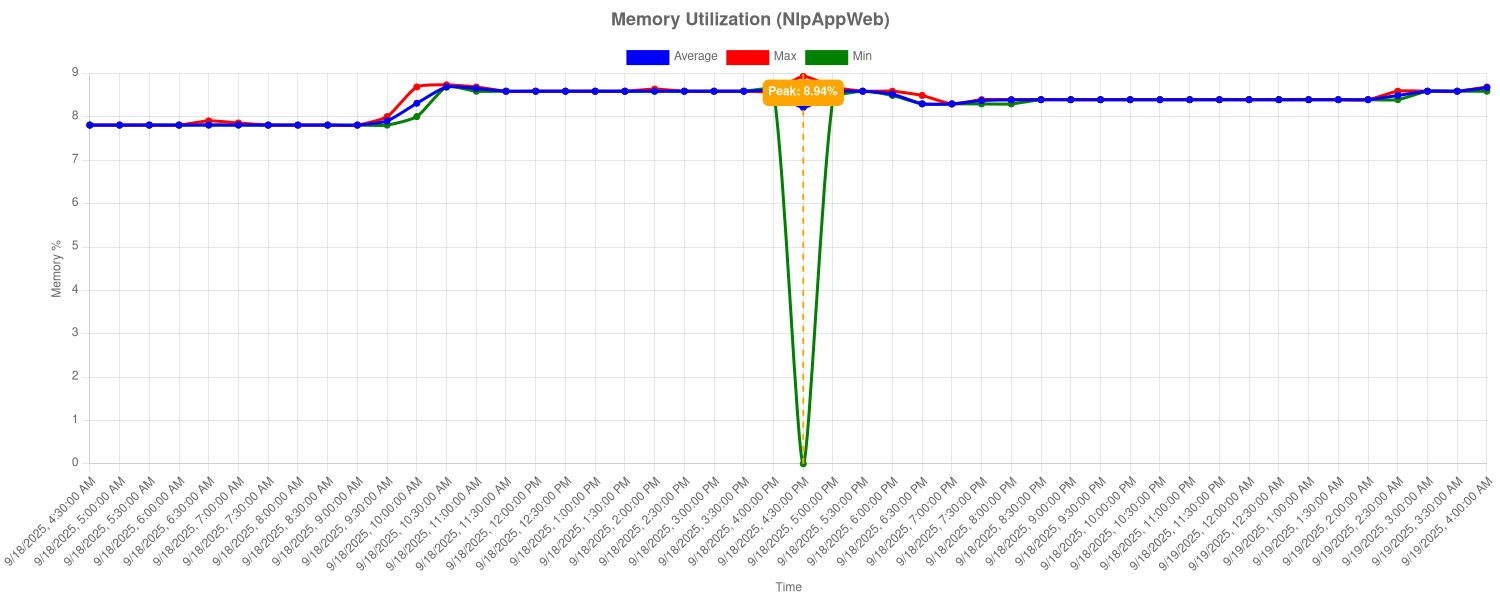 Memory Utilization (NlpAppWeb)
Average Max Min
9
8
7
6
5
4
3
2
1
0
Memory %
Peak: 8.94%
9/18/2025, 4:30:00 AM
9/18/2025, 5:00:00 AM
9/18/2025, 5:30:00 AM
9/18/2025, 6:00:00 AM
9/18/2025, 6:30:00 AM
9/18/2025, 7:00:00 AM
9/18/2025, 7:30:00 AM
9/18/2025, 8:00:00 AM
9/18/2025, 8:30:00 AM
9/18/2025, 9:00:00 AM
9/18/2025, 9:30:00 AM
9/18/2025, 10:00:00 AM
9/18/2025, 10:30:00 AM
9/18/2025, 11:00:00 AM
9/18/2025, 11:30:00 AM
9/18/2025, 12:00:00 PM
9/18/2025, 12:30:00 PM
9/18/2025, 1:00:00 PM
9/18/2025, 1:30:00 PM
9/18/2025, 2:00:00 PM
9/18/2025, 2:30:00 PM
9/18/2025, 3:00:00 PM
9/18/2025, 3:30:00 PM
9/18/2025, 4:00:00 PM
9/18/2025, 4:30:00 PM
9/18/2025, 5:00:00 PM
9/18/2025, 5:30:00 PM
9/18/2025, 6:00:00 PM
9/18/2025, 6:30:00 PM
9/18/2025, 7:00:00 PM
9/18/2025, 7:30:00 PM
9/18/2025, 8:00:00 PM
9/18/2025, 8:30:00 PM
9/18/2025, 9:00:00 PM
9/18/2025, 9:30:00 PM
9/18/2025, 10:00:00 PM
9/18/2025, 10:30:00 PM
9/18/2025, 11:00:00 PM
9/18/2025, 11:30:00 PM
9/19/2025, 12:00:00 AM
9/19/2025, 12:30:00 AM
9/19/2025, 1:00:00 AM
9/19/2025, 1:30:00 AM
9/19/2025, 2:00:00 AM
9/19/2025, 2:30:00 AM
9/19/2025, 3:00:00 AM
9/19/2025, 3:30:00 AM
9/19/2025, 4:00:00 AM
Time